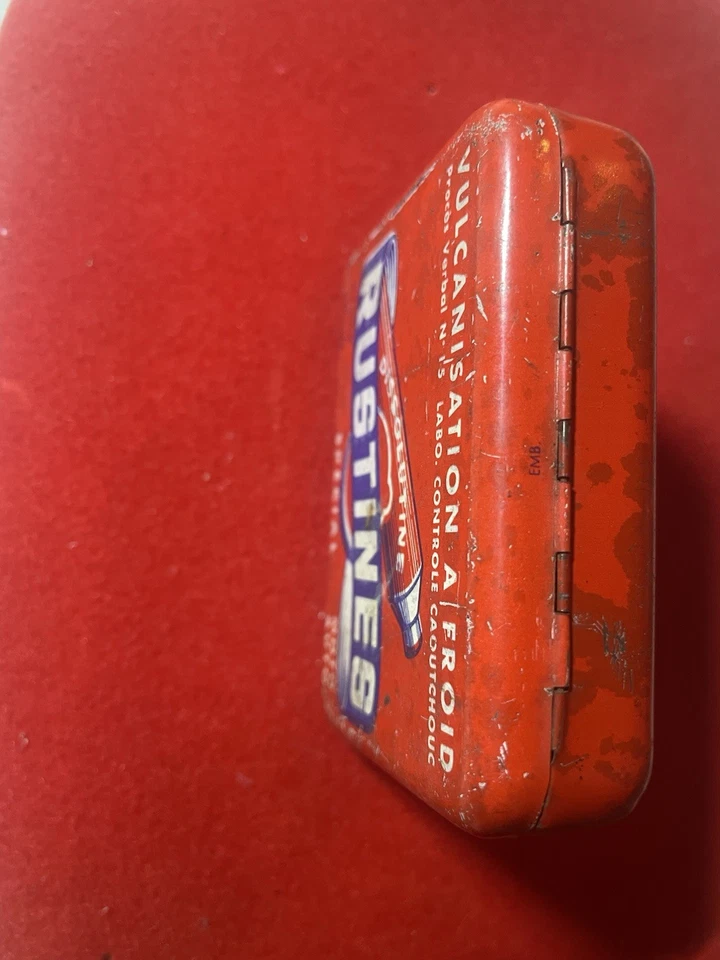 VULCANISATION A FROID
Procès Verbal N° 15 LABO. CONTROLE CAOUTCHOUC
DISSOLUTINE
RUSTINES
EMB.